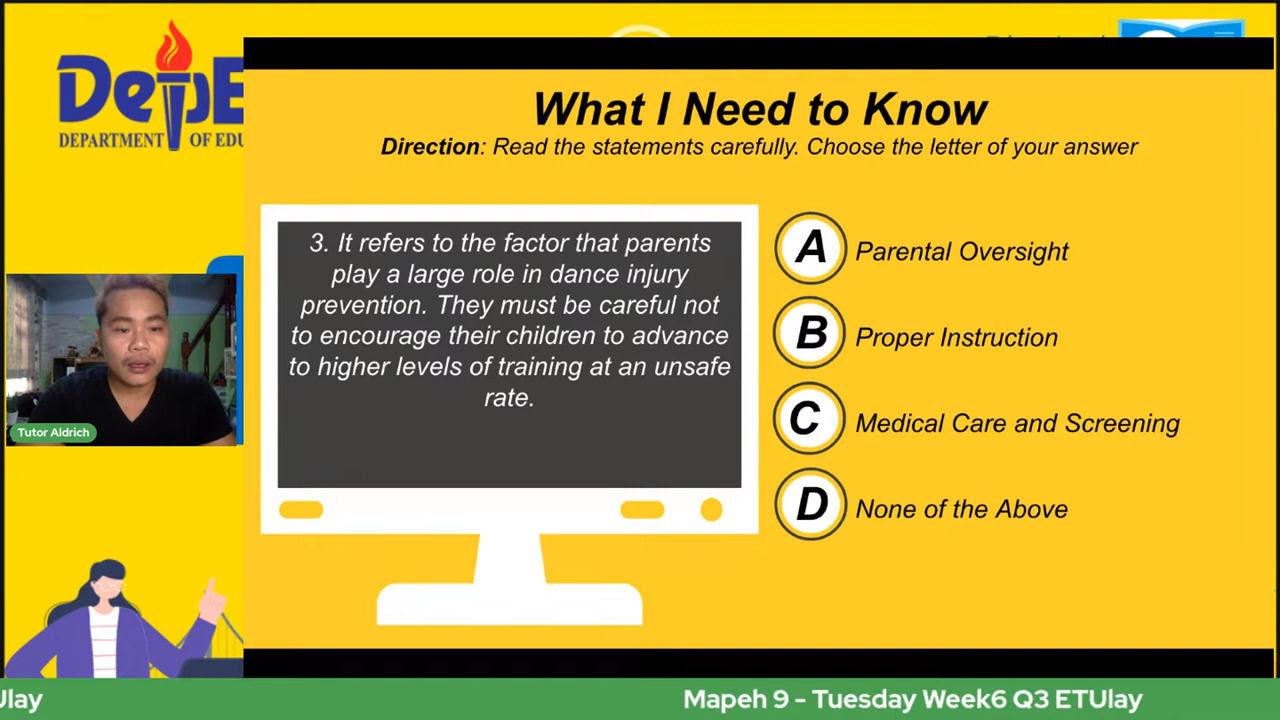 DepE
DEPARTMENT OF EDU
What I Need to Know
Direction: Read the statements carefully. Choose the letter of your answer
3. It refers to the factor that parents
play a large role in dance injury
prevention. They must be careful not
to encourage their children to advance
to higher levels of training at an unsafe
rate.
A Parental Oversight
B Proper Instruction
C Medical Care and Screening
D None of the Above
Tutor Aldrich
Ulay
Mapeh 9 - Tuesday Week6 Q3 ETUlay